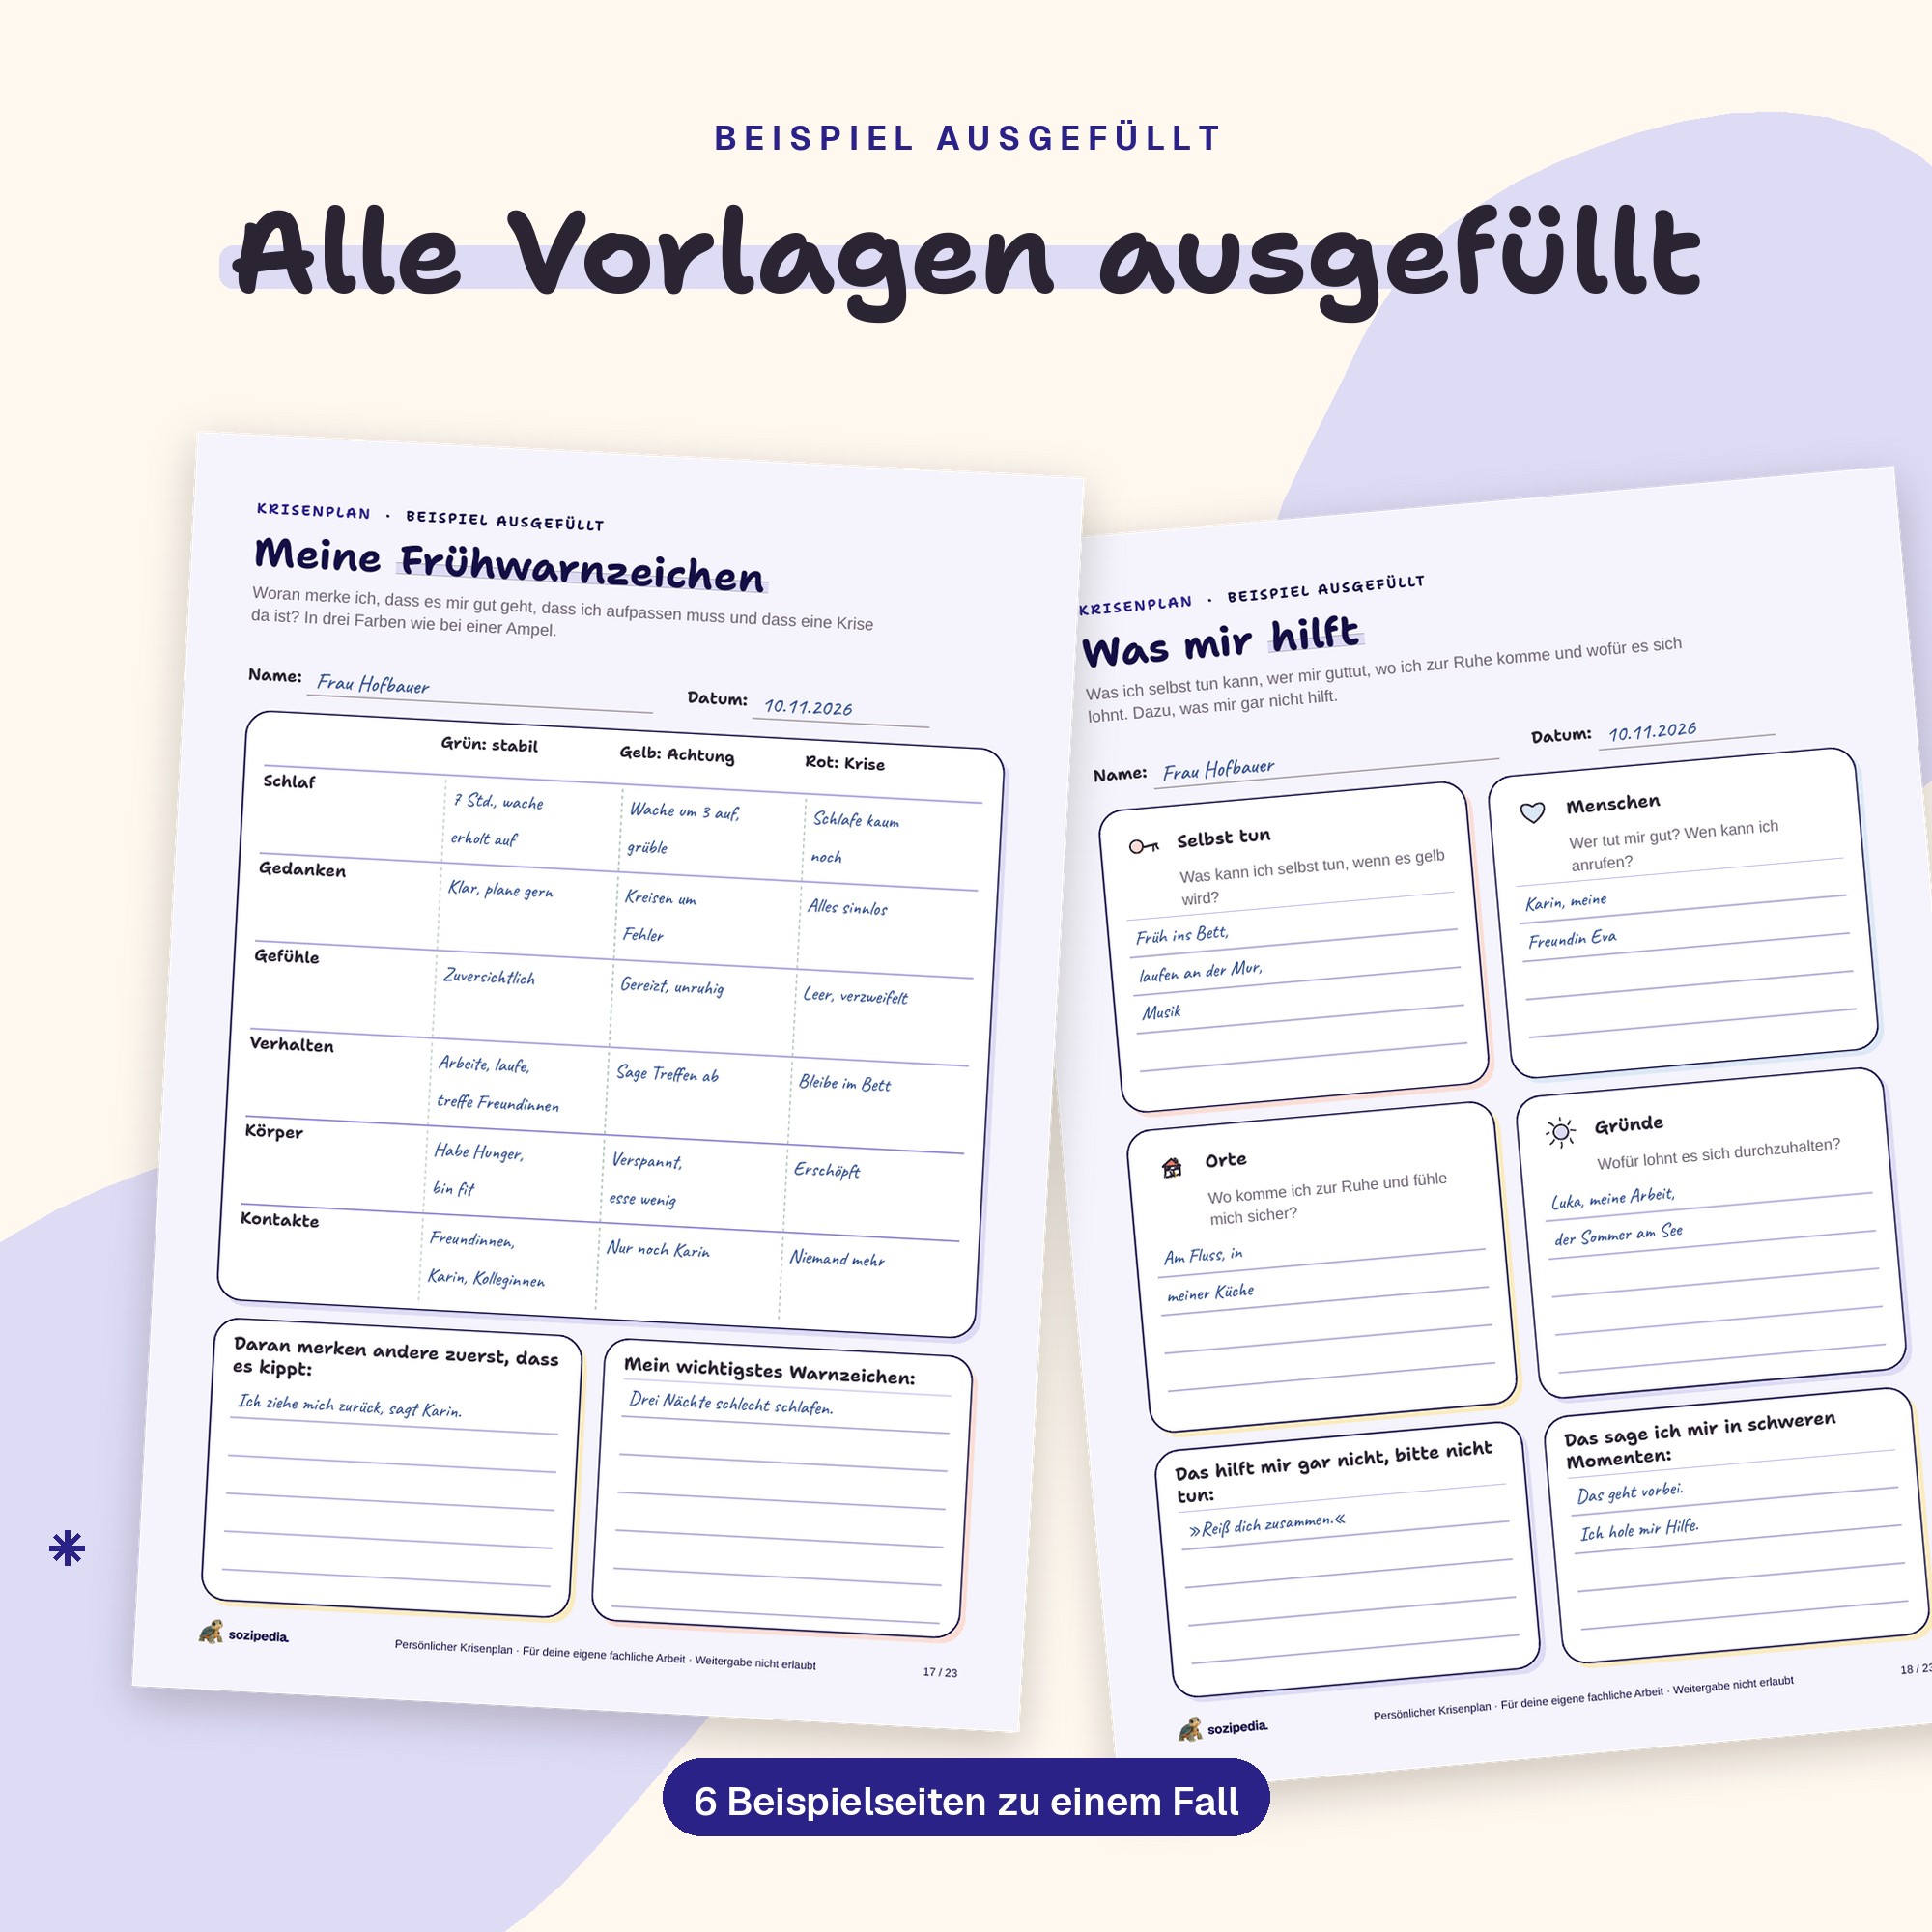 BEISPIEL AUSGEFÜLLT
Alle Vorlagen ausgefüllt
KRISENPLAN · BEISPIEL AUSGEFÜLLT
Meine Frühwarnzeichen
Woran merke ich, dass es mir gut geht, dass ich aufpassen muss und dass eine Krise
da ist? In drei Farben wie bei einer Ampel.
Name: Frau Hofbauer Datum: 10.11.2026
Grün: stabil Gelb: Achtung Rot: Krise
Schlaf
7 Std., wache
erholt auf
Wache um 3 auf,
grüble
Schlafe kaum
noch
Gedanken
Klar, plane gern
Kreisen um
Fehler
Alles sinnlos
Gefühle
Zuversichtlich
Gereizt, unruhig
Leer, verzweifelt
Verhalten
Arbeite, laufe,
treffe Freundinnen
Sage Treffen ab
Bleibe im Bett
Körper
Habe Hunger,
bin fit
Verspannt,
esse wenig
Erschöpft
Kontakte
Freundinnen,
Karin, Kolleginnen
Nur noch Karin
Niemand mehr
Daran merken andere zuerst, dass
es kippt:
Ich ziehe mich zurück, sagt Karin.
Mein wichtigstes Warnzeichen:
Drei Nächte schlecht schlafen.
sozipedia.
Persönlicher Krisenplan · Für deine eigene fachliche Arbeit · Weitergabe nicht erlaubt
17 / 23
KRISENPLAN · BEISPIEL AUSGEFÜLLT
Was mir hilft
Was ich selbst tun kann, wer mir guttut, wo ich zur Ruhe komme und wofür es sich
lohnt. Dazu, was mir gar nicht hilft.
Name: Frau Hofbauer Datum: 10.11.2026
Selbst tun
Was kann ich selbst tun, wenn es gelb
wird?
Früh ins Bett,
laufen an der Mur,
Musik
Menschen
Wer tut mir gut? Wen kann ich
anrufen?
Karin, meine
Freundin Eva
Orte
Wo komme ich zur Ruhe und fühle
mich sicher?
Am Fluss, in
meiner Küche
Gründe
Wofür lohnt es sich durchzuhalten?
Luka, meine Arbeit,
der Sommer am See
Das hilft mir gar nicht, bitte nicht
tun:
»Reiß dich zusammen.«
Das sage ich mir in schweren
Momenten:
Das geht vorbei.
Ich hole mir Hilfe.
sozipedia.
Persönlicher Krisenplan · Für deine eigene fachliche Arbeit · Weitergabe nicht erlaubt
18 / 23
6 Beispielseiten zu einem Fall